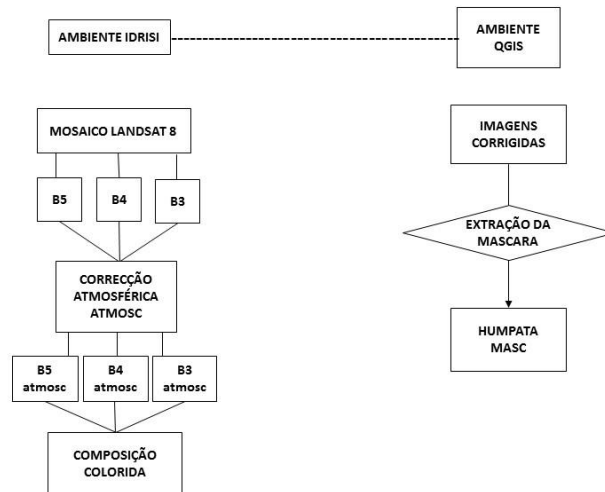 AMBIENTE IDRISI
AMBIENTE
QGIS
MOSAICO LANDSAT 8
B5
B4
B3
CORRECÇÃO
ATMOSFÉRICA
ATMOSC
B5
atmosc
B4
atmosc
B3
atmosc
COMPOSIÇÃO
COLORIDA
IMAGENS
CORRIGIDAS
EXTRAÇÃO DA
MASCARA
HUMPATA
MASC